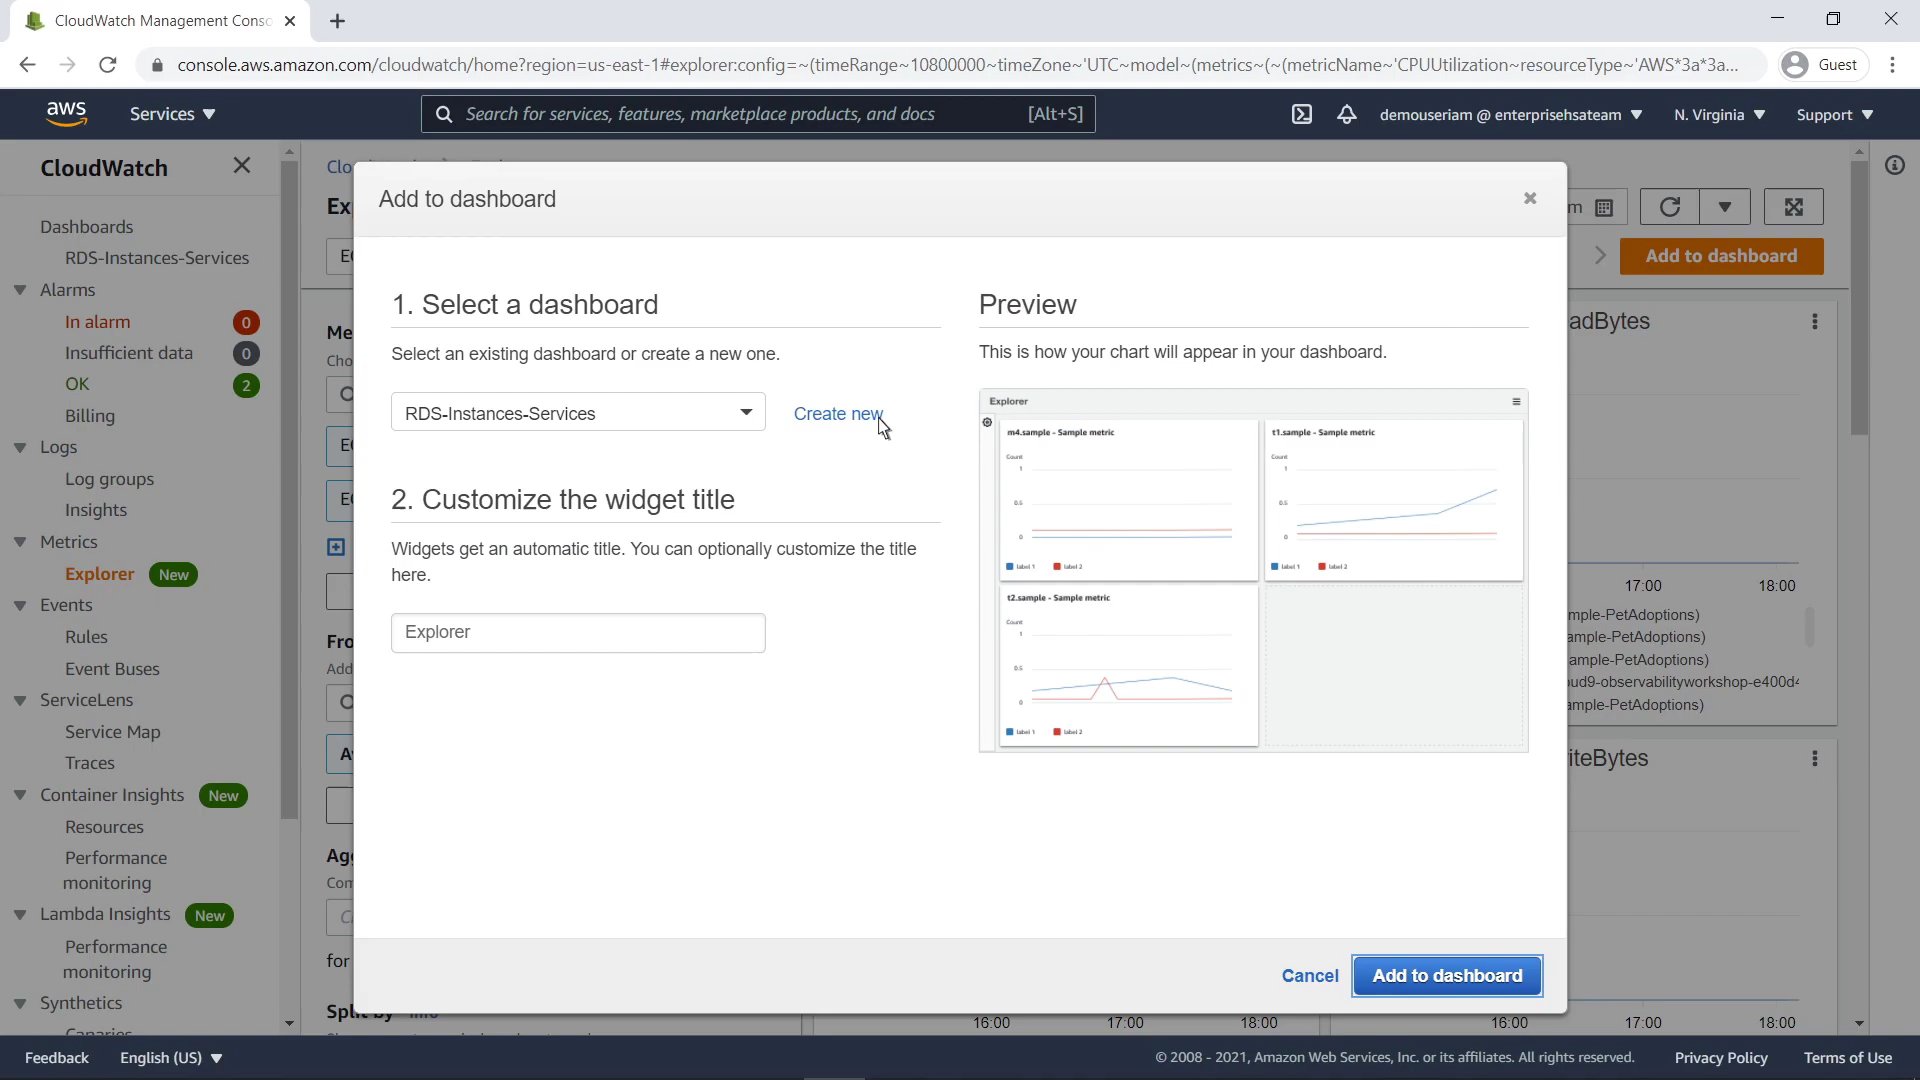 CloudWatch Management Conso
console.aws.amazon.com/cloudwatch/home?region=us-east-1#explorer:config=~(timeRange~10800000~timeZone~'UTC~model~(metrics~(~(metricName~'CPUUtilization~resourceType~'AWS*3a*3a...
Guest
aws
Services
Search for services, features, marketplace products, and docs
[Alt+S]
demouseriam @ enterprisehsateam
N. Virginia
Support
CloudWatch
Dashboards
RDS-Instances-Services
Alarms
In alarm 0
Insufficient data 0
OK 2
Billing
Logs
Log groups
Insights
Metrics
Explorer New
Events
Rules
Event Buses
ServiceLens
Service Map
Traces
Container Insights New
Resources
Performance
monitoring
Lambda Insights New
Performance
monitoring
Synthetics
Canaries
Clo
Ex
Me
Cho
Fro
Add
Agg
Con
for
Split by Info
Add to dashboard
1. Select a dashboard
Select an existing dashboard or create a new one.
RDS-Instances-Services
Create new
2. Customize the widget title
Widgets get an automatic title. You can optionally customize the title
here.
Explorer
Preview
This is how your chart will appear in your dashboard.
Explorer
m4.sample - Sample metric
Count
1
0.5
0
label 1 label 2
t1.sample - Sample metric
Count
1
0.5
0
label 1 label 2
t2.sample - Sample metric
Count
1
0.5
0
label 1 label 2
Cancel
Add to dashboard
m
Add to dashboard
adBytes
17:00 18:00
mple-PetAdoptions)
ample-PetAdoptions)
ample-PetAdoptions)
oud9-observabilityworkshop-e400d4
ample-PetAdoptions)
iteBytes
16:00 17:00 18:00
16:00 17:00 18:00
Feedback
English (US)
© 2008 - 2021, Amazon Web Services, Inc. or its affiliates. All rights reserved.
Privacy Policy
Terms of Use